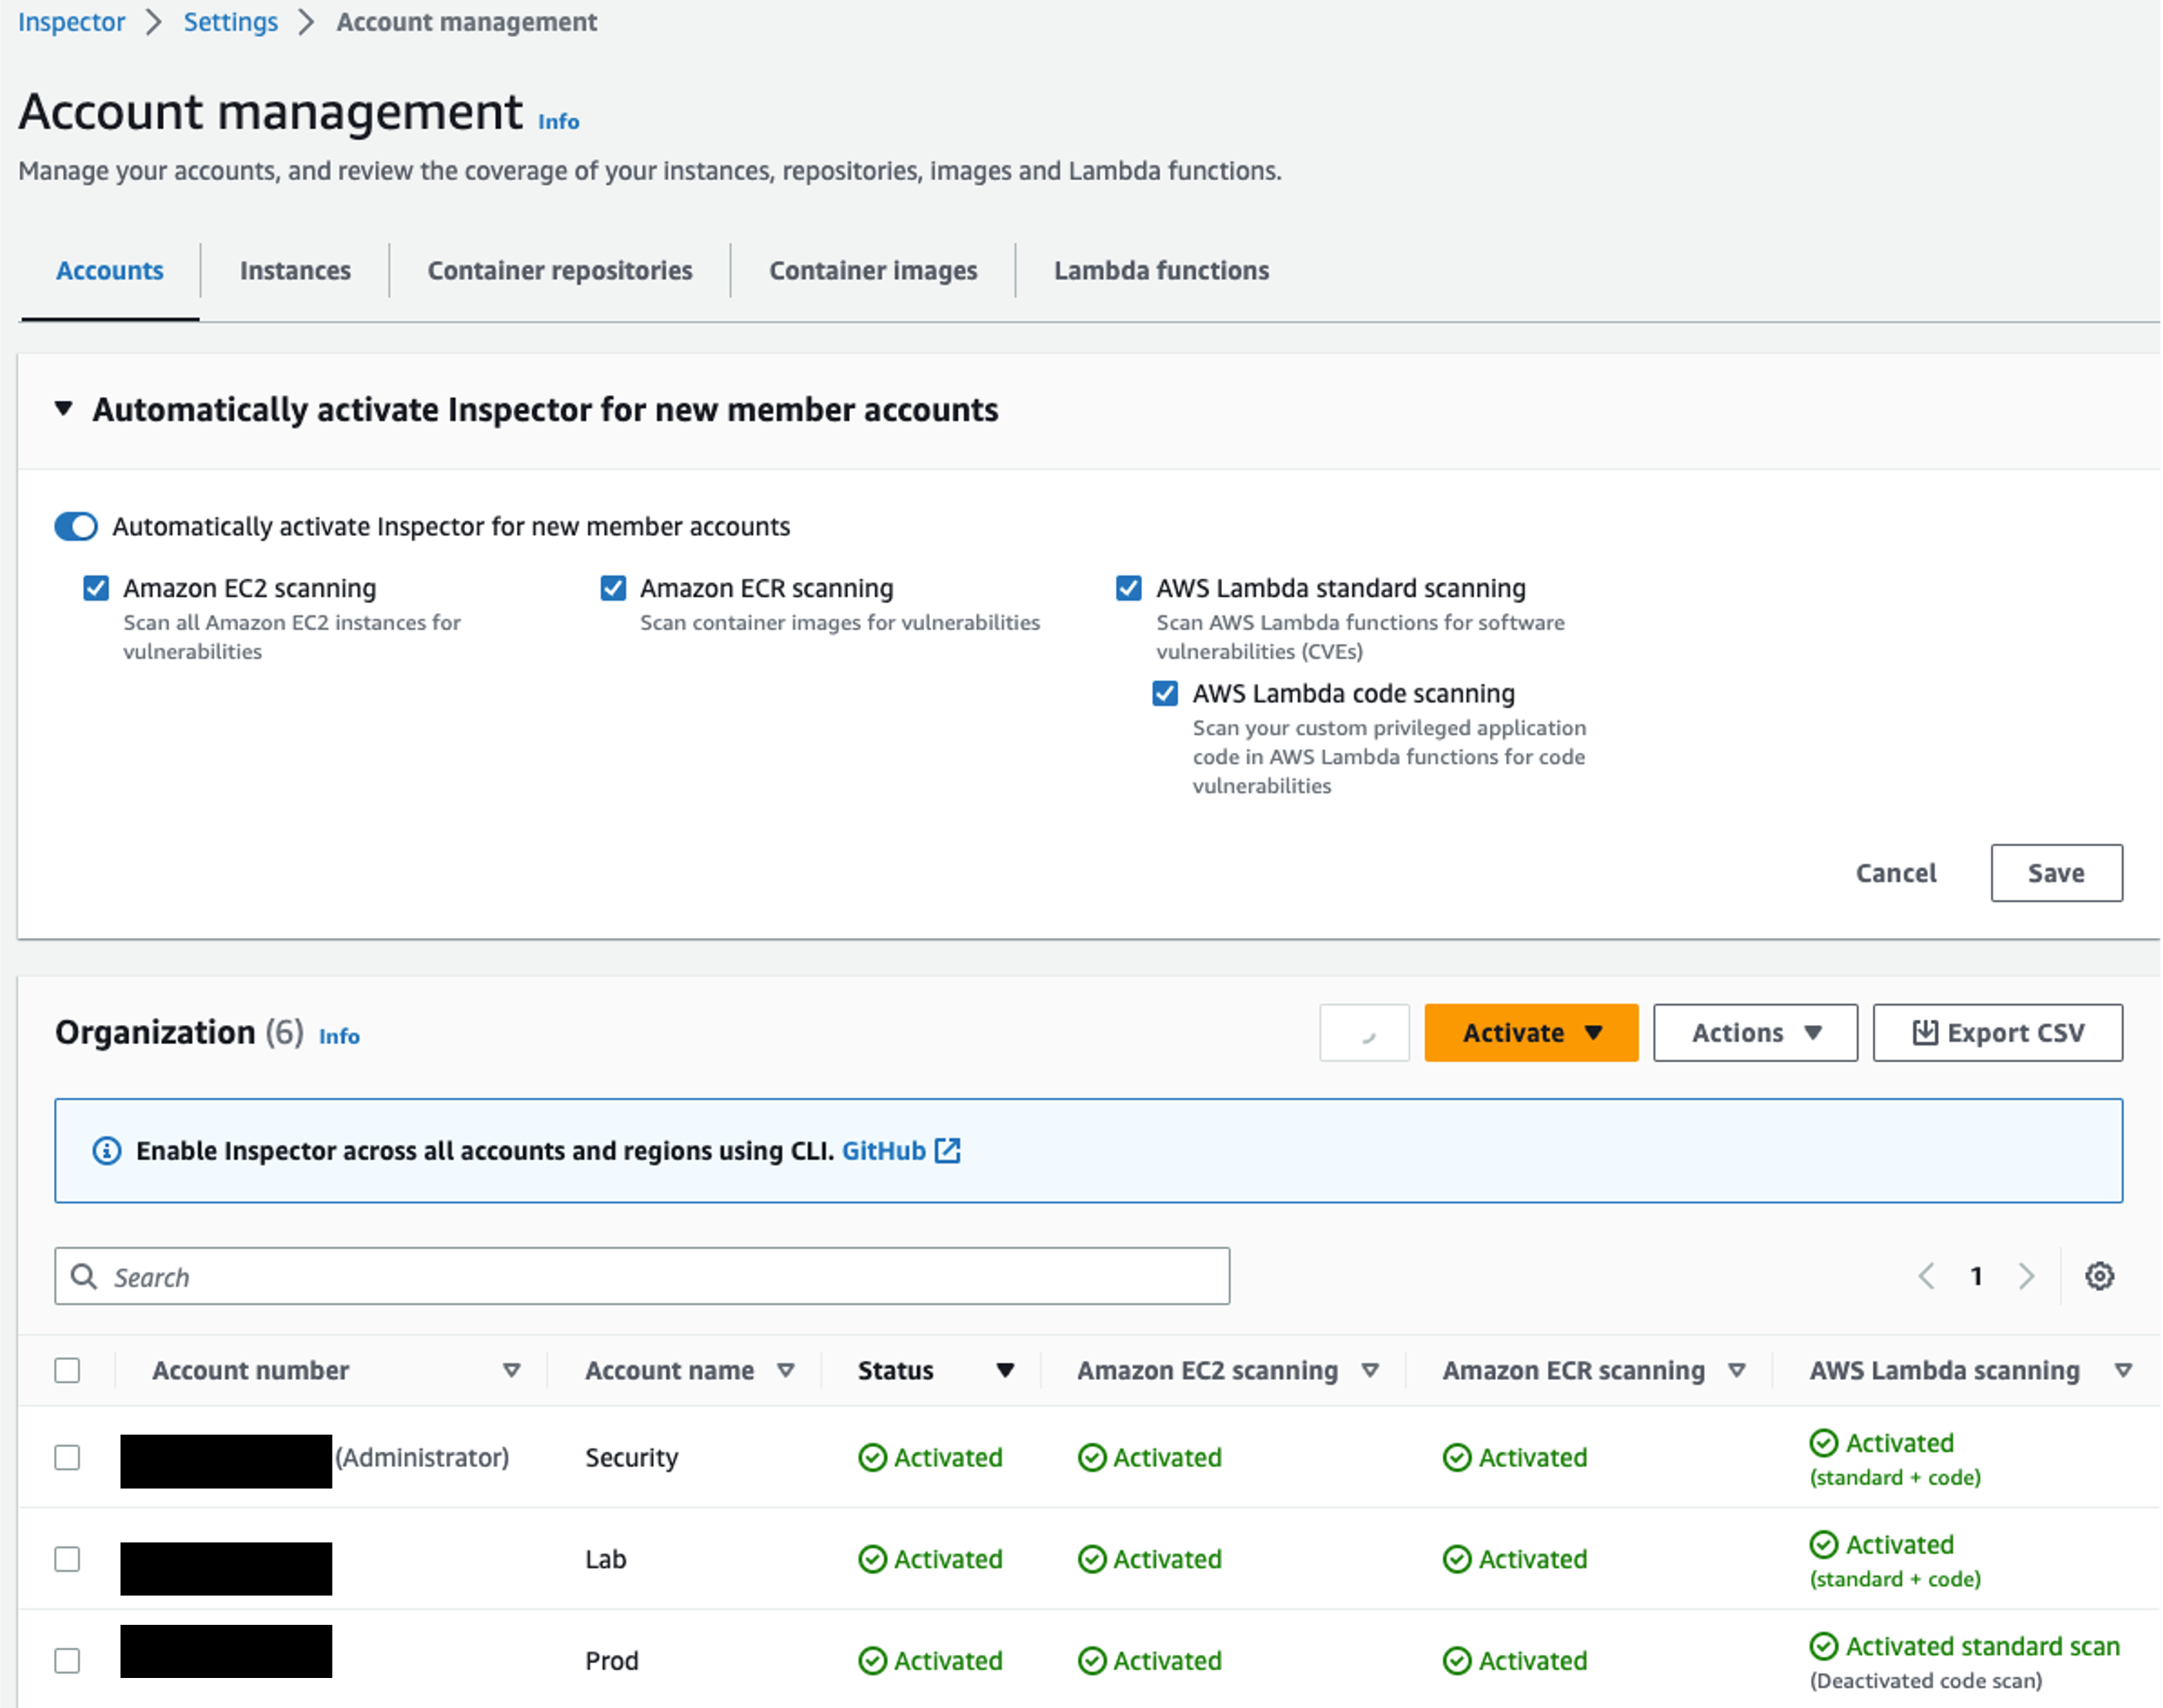 Inspector > Settings > Account management
Account management Info
Manage your accounts, and review the coverage of your instances, repositories, images and Lambda functions.
Accounts Instances Container repositories Container images Lambda functions
Automatically activate Inspector for new member accounts
Automatically activate Inspector for new member accounts
Amazon EC2 scanning
Scan all Amazon EC2 instances for
vulnerabilities
Amazon ECR scanning
Scan container images for vulnerabilities
AWS Lambda standard scanning
Scan AWS Lambda functions for software
vulnerabilities (CVEs)
AWS Lambda code scanning
Scan your custom privileged application
code in AWS Lambda functions for code
vulnerabilities
Cancel Save
Organization (6) Info
Activate Actions Export CSV
Enable Inspector across all accounts and regions using CLI. GitHub
Search
1
Account number Account name Status Amazon EC2 scanning Amazon ECR scanning AWS Lambda scanning
(Administrator) Security Activated Activated Activated Activated
(standard + code)
Lab Activated Activated Activated Activated
(standard + code)
Prod Activated Activated Activated Activated standard scan
(Deactivated code scan)